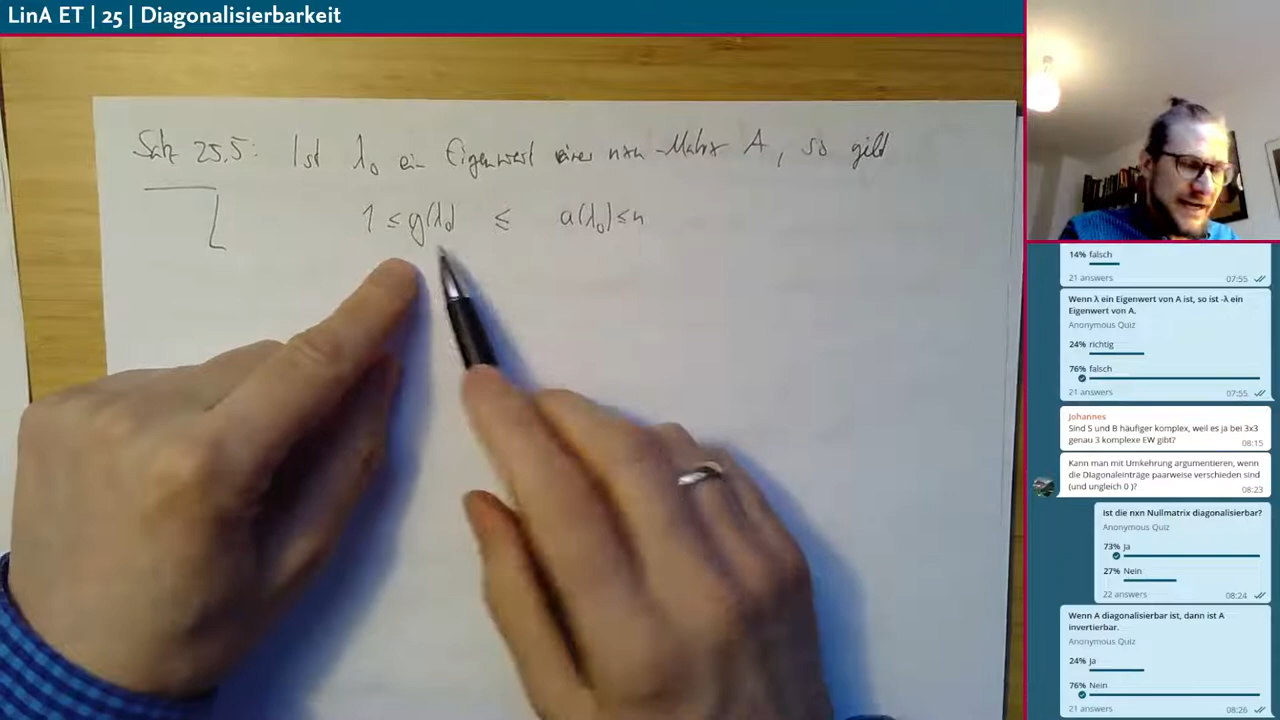 LinA ET | 25 | Diagonalisierbarkeit
Satz 25.5: Ist λ₀ ein Eigenwert einer nxn-Matrix A, so gilt
1 ≤ g(λ₀) ≤ a(λ₀) ≤ n
14% falsch
21 answers 07:55
Wenn λ ein Eigenwert von A ist, so ist -λ ein
Eigenwert von A.
Anonymous Quiz
24% richtig
76% falsch
21 answers 07:55
Johannes
Sind S und B häufiger komplex, weil es ja bei 3x3
genau 3 komplexe EW gibt? 08:15
Kann man mit Umkehrung argumentieren, wenn
die Diagonaleinträge paarweise verschieden sind
(und ungleich 0 )? 08:23
Ist die nxn Nullmatrix diagonalisierbar?
Anonymous Quiz
73% Ja
27% Nein
22 answers 08:24
Wenn A diagonalisierbar ist, dann ist A
invertierbar.
Anonymous Quiz
24% Ja
76% Nein
21 answers 08:26